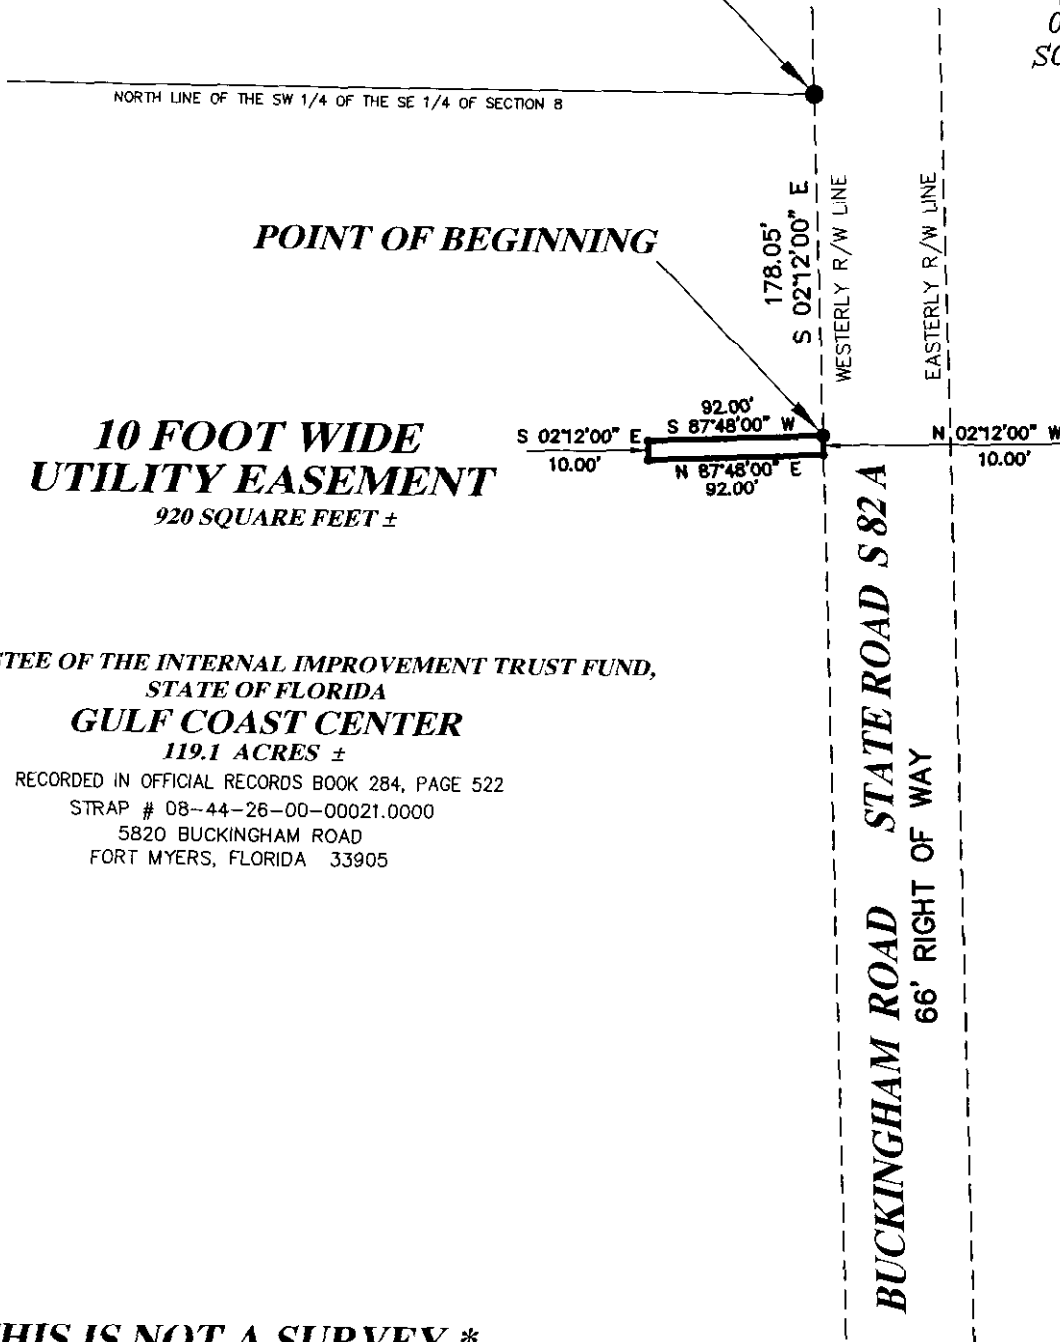 NORTH LINE OF THE SW 1/4 OF THE SE 1/4 OF SECTION 8
178.05'
S 02°12'00" E
WESTERLY R/W LINE
EASTERLY R/W LINE
POINT OF BEGINNING
10 FOOT WIDE
UTILITY EASEMENT
920 SQUARE FEET ±
S 02°12'00" E
10.00'
92.00'
S 87°48'00" W
N 87°48'00" E
92.00'
N 02°12'00" W
10.00'
OF THE INTERNAL IMPROVEMENT TRUST FUND,
STATE OF FLORIDA
GULF COAST CENTER
119.1 ACRES ±
RECORDED IN OFFICIAL RECORDS BOOK 284, PAGE 522
STRAP # 08-44-26-00-00021.0000
5820 BUCKINGHAM ROAD
FORT MYERS, FLORIDA 33905
BUCKINGHAM ROAD STATE ROAD S 82 A
66' RIGHT OF WAY
IS NOT A SURVEY *